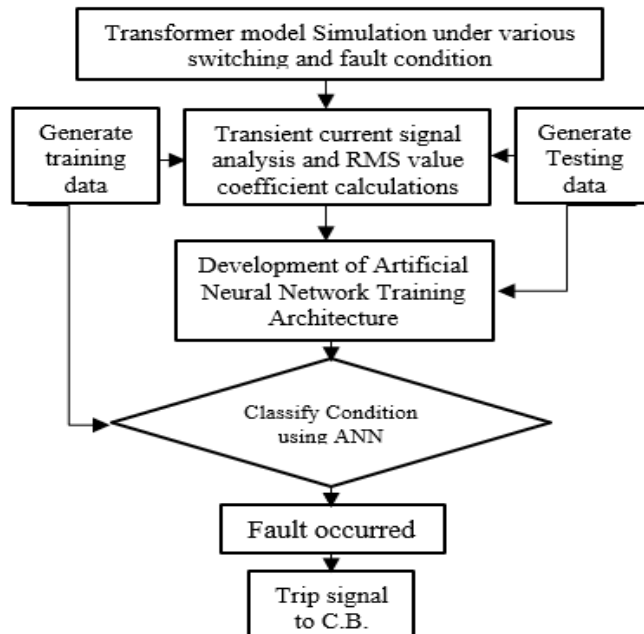 Transformer model Simulation under various
switching and fault condition
Generate
training
data
Transient current signal
analysis and RMS value
coefficient calculations
Generate
Testing
data
Development of Artificial
Neural Network Training
Architecture
Classify Condition
using ANN
Fault occurred
Trip signal
to C.B.